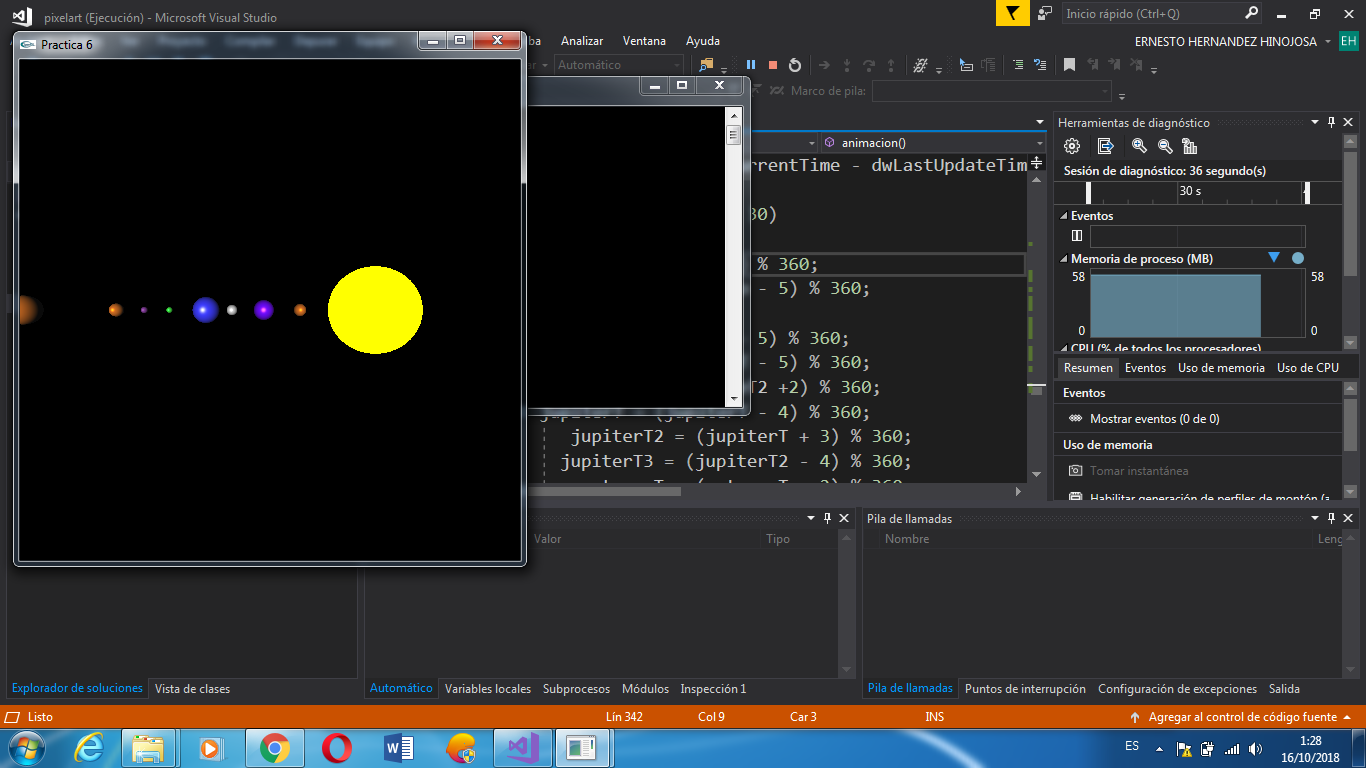 pixelart (Ejecución) - Microsoft Visual Studio
Inicio rápido (Ctrl+Q)
Practica 6
Analizar Ventana Ayuda
ERNESTO HERNANDEZ HINOJOSA
EH
Automático
Marco de pila:
animacion()
Herramientas de diagnóstico
rrentTime - dwLastUpdateTim
Sesión de diagnóstico: 36 segundo(s)
30 s
30)
Eventos
% 360;
Memoria de proceso (MB)
- 5) % 360;
58
58
0
0
5) % 360;
CPU (% de todos los procesadores)
- 5) % 360;
Resumen Eventos Uso de memoria Uso de CPU
T2 +2) % 360;
Eventos
- 4) % 360;
Mostrar eventos (0 de 0)
jupiterT2 = (jupiterT + 3) % 360;
Uso de memoria
jupiterT3 = (jupiterT2 - 4) % 360;
Tomar instantánea
Habilitar generación de perfiles de montón (a
Pila de llamadas
Valor Tipo
Nombre Leng
Explorador de soluciones Vista de clases
Automático Variables locales Subprocesos Módulos Inspección 1
Pila de llamadas Puntos de interrupción Configuración de excepciones Salida
Listo
Lín 342 Col 9 Car 3 INS
Agregar al control de código fuente
ES
1:28
16/10/2018